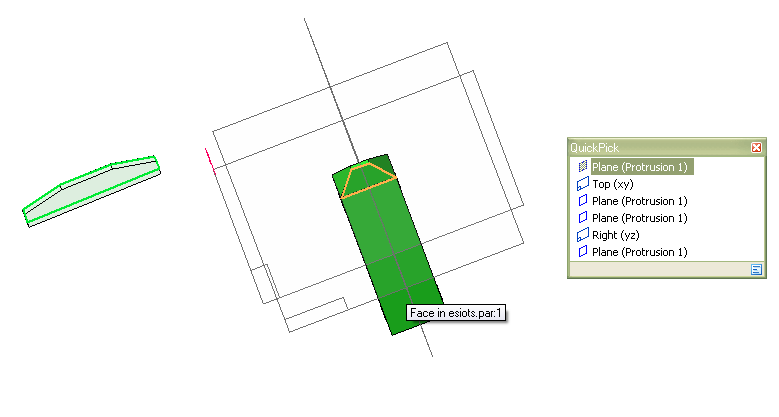 QuickPick
Plane (Protrusion 1)
Top (xy)
Plane (Protrusion 1)
Plane (Protrusion 1)
Right (yz)
Plane (Protrusion 1)
Face in esiots.par:1